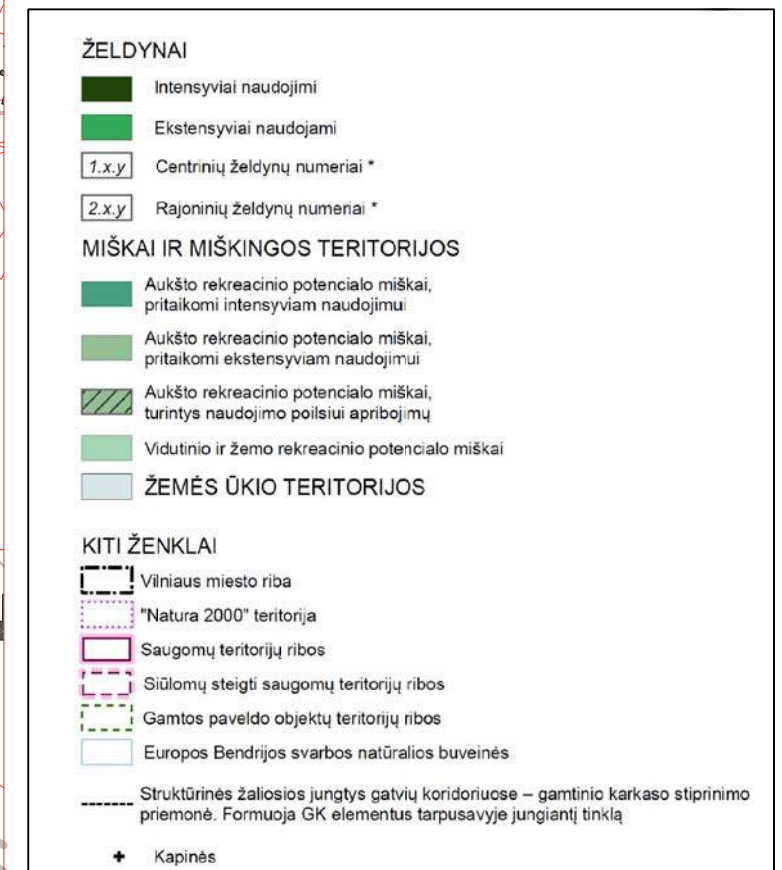 ŽELDYNAI
Intensyviai naudojimi
Ekstensyviai naudojami
1.x.y Centrinių želdynų numeriai *
2.x.y Rajoninių želdynų numeriai *
MIŠKAI IR MIŠKINGOS TERITORIJOS
Aukšto rekreacinio potencialo miškai,
pritaikomi intensyviam naudojimui
Aukšto rekreacinio potencialo miškai,
pritaikomi ekstensyviam naudojimui
Aukšto rekreacinio potencialo miškai,
turintys naudojimo poilsiui apribojimų
Vidutinio ir žemo rekreacinio potencialo miškai
ŽEMĖS ŪKIO TERITORIJOS
KITI ŽENKLAI
Vilniaus miesto riba
"Natura 2000" teritorija
Saugomų teritorijų ribos
Siūlomų steigti saugomų teritorijų ribos
Gamtos paveldo objektų teritorijų ribos
Europos Bendrijos svarbos natūralios buveinės
Struktūrinės žaliosios jungtys gatvių koridoriuose – gamtinio karkaso stiprinimo
priemonė. Formuoja GK elementus tarpusavyje jungiantį tinklą
Kapinės